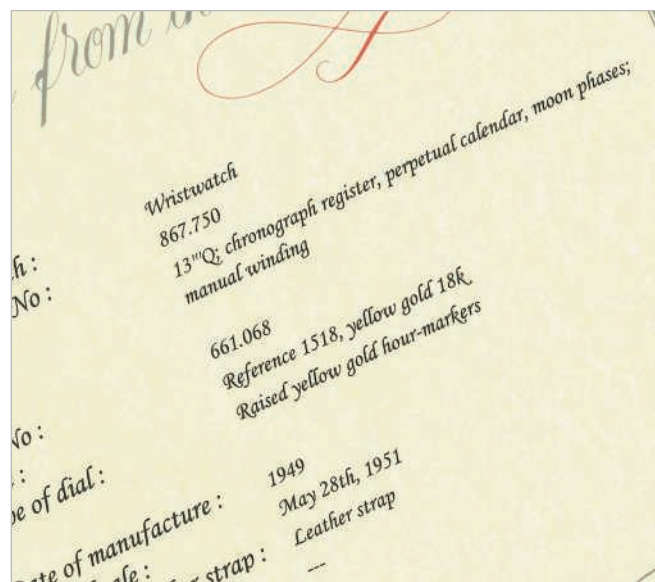 from
Wristwatch
867.750
h :
13'''Q; chronograph register, perpetual calendar, moon phases;
No :
manual winding
661.068
Reference 1518, yellow gold 18k
No :
Raised yellow gold hour-markers
:
e of dial :
1949
ate of manufacture :
May 28th, 1951
ale :
Leather strap
r strap :
---